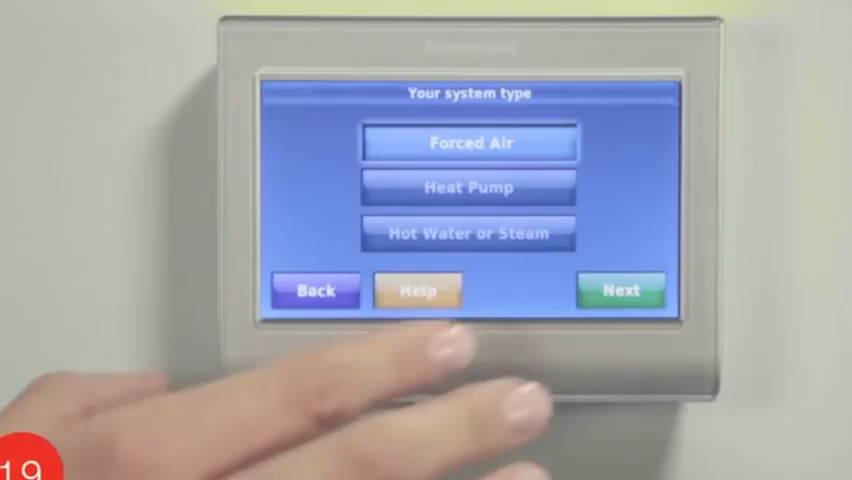 Your system type
Forced Air
Heat Pump
Hot Water or Steam
Back
Help
Next
19